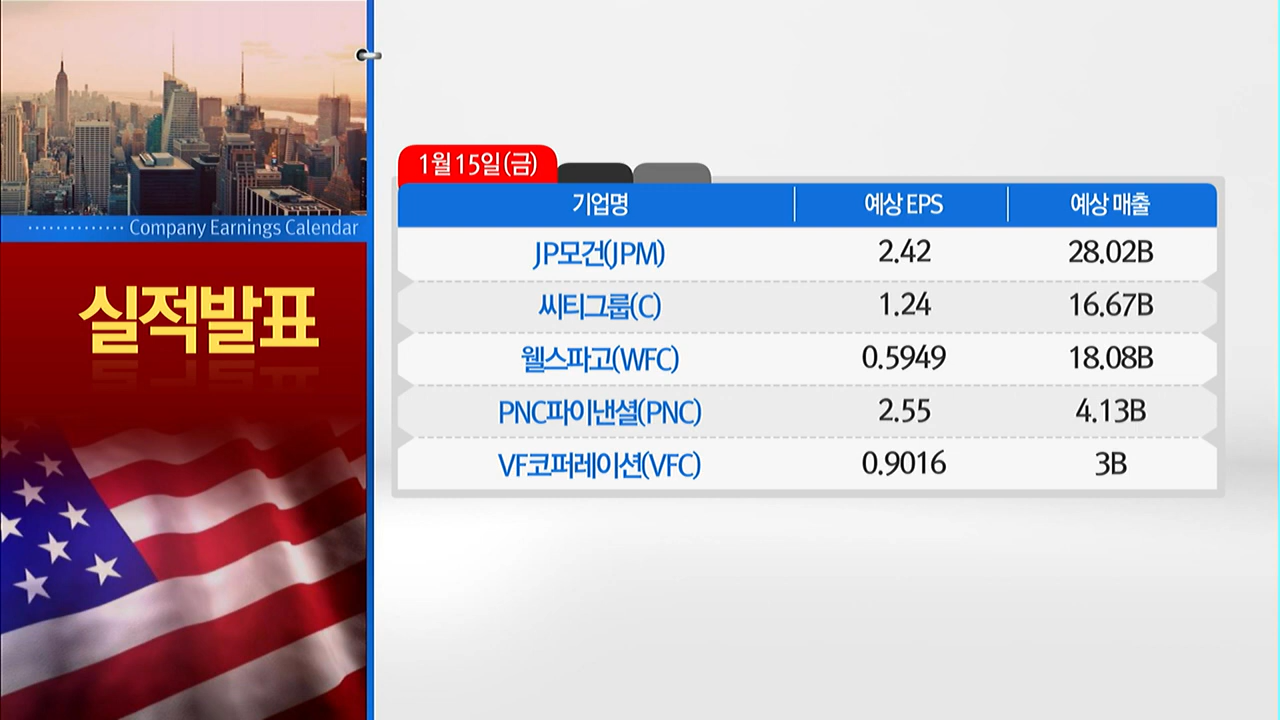 Company Earnings Calendar
실적발표
1월 15일(금)
기업명 예상 EPS 예상 매출
JP모건(JPM) 2.42 28.02B
씨티그룹(C) 1.24 16.67B
웰스파고(WFC) 0.5949 18.08B
PNC파이낸셜(PNC) 2.55 4.13B
VF코퍼레이션(VFC) 0.9016 3B